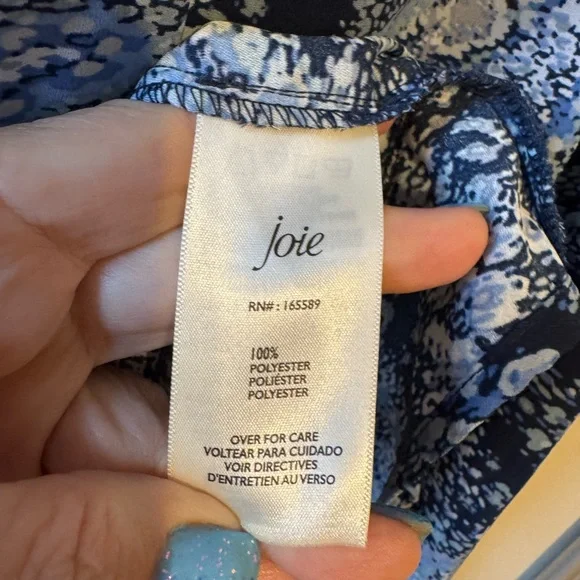 joie
RN#: 165589
100%
POLYESTER
POLIÉSTER
POLYESTER
OVER FOR CARE
VOLTEAR PARA CUIDADO
VOIR DIRECTIVES
D'ENTRETIEN AU VERSO